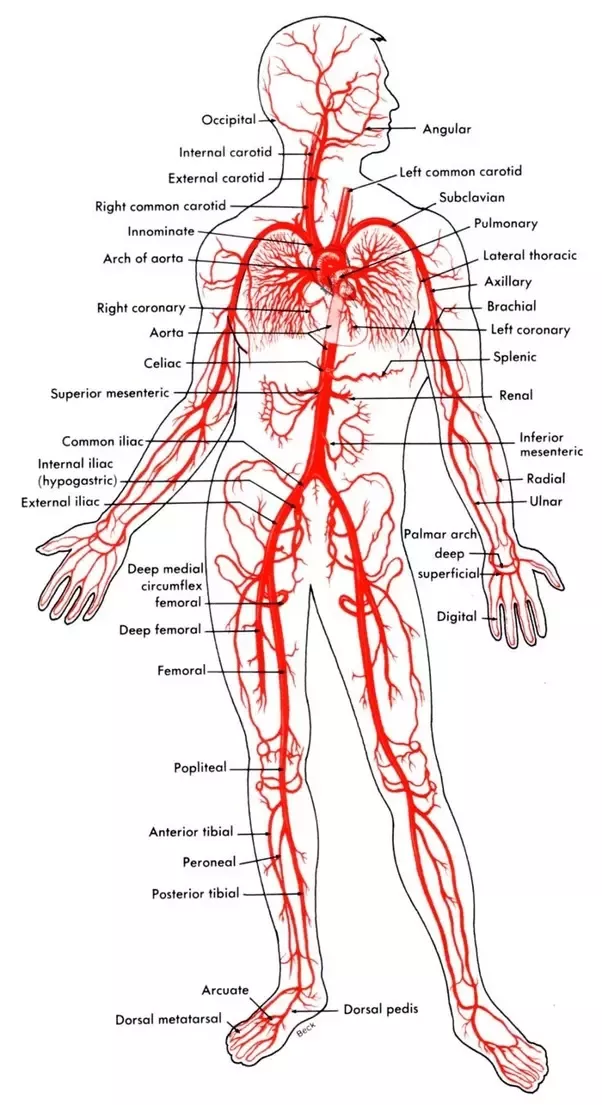 Occipital
Angular
Internal carotid
Left common carotid
External carotid
Subclavian
Right common carotid
Pulmonary
Innominate
Lateral thoracic
Arch of aorta
Axillary
Right coronary
Brachial
Aorta
Left coronary
Celiac
Splenic
Superior mesenteric
Renal
Common iliac
Inferior
mesenteric
Internal iliac
(hypogastric)
Radial
External iliac
Ulnar
Palmar arch
deep
superficial
Deep medial
circumflex
femoral
Digital
Deep femoral
Femoral
Popliteal
Anterior tibial
Peroneal
Posterior tibial
Arcuate
Dorsal pedis
Dorsal metatarsal
Beck